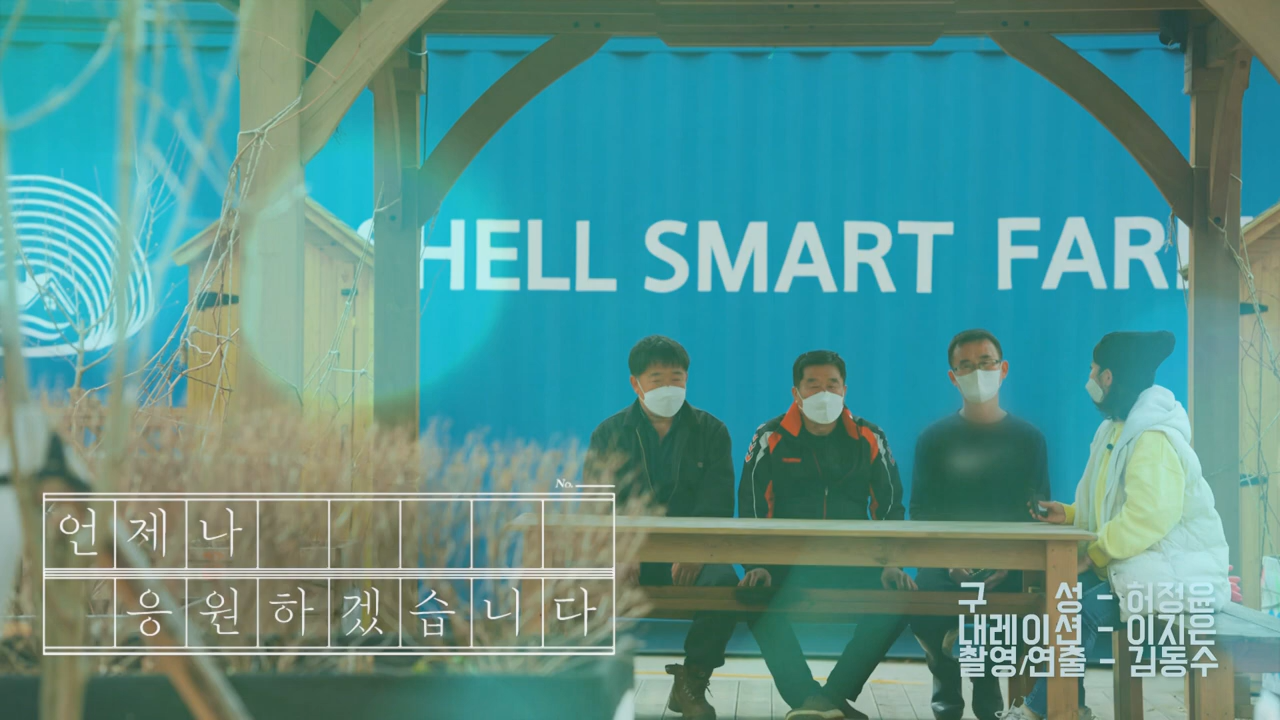 SHELL SMART FAR
No.
언제나
응원하겠습니다
구 성 - 허정윤
내레이션 - 이지은
촬영/연출 - 김동수